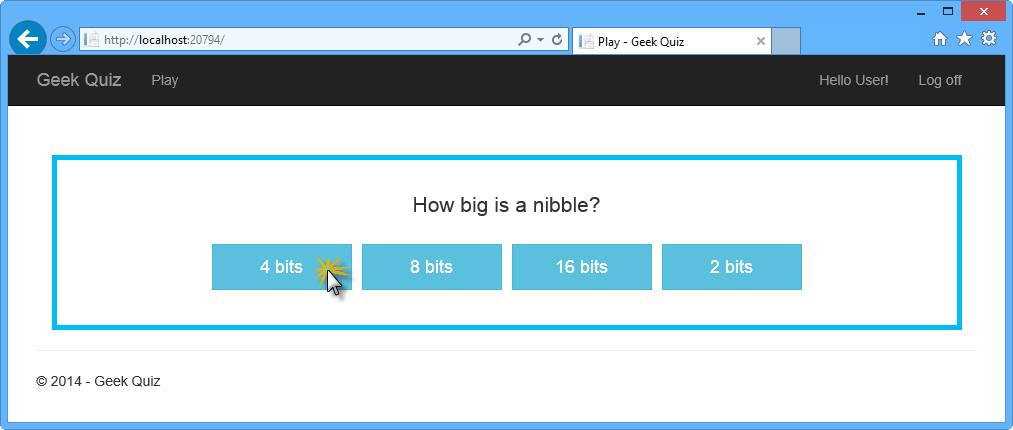 http://localhost:20794/
Play - Geek Quiz
Geek Quiz Play Hello User! Log off
How big is a nibble?
4 bits 8 bits 16 bits 2 bits
© 2014 - Geek Quiz